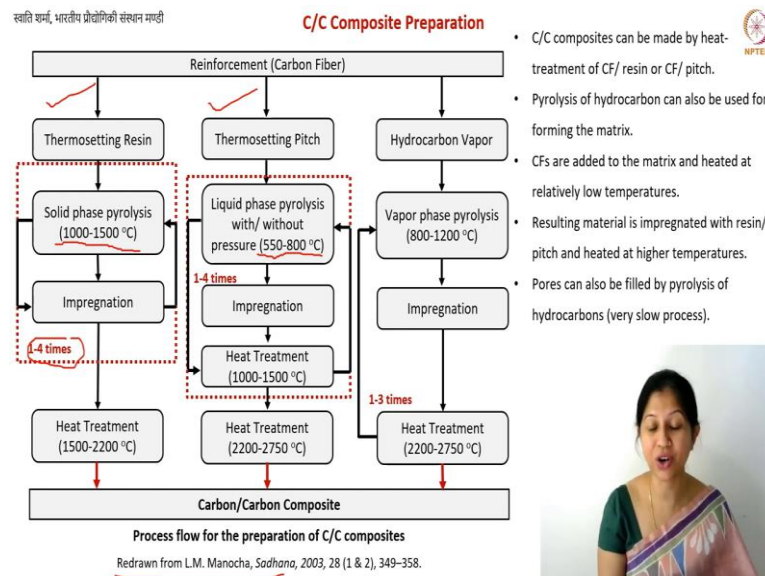 स्वाति शर्मा, भारतीय प्रौद्योगिकी संस्थान मण्डी
C/C Composite Preparation
NPTEL
Reinforcement (Carbon Fiber)
Thermosetting Resin
Thermosetting Pitch
Hydrocarbon Vapor
Solid phase pyrolysis
(1000-1500 ⁰C)
Liquid phase pyrolysis
with/ without
pressure (550-800 ⁰C)
Vapor phase pyrolysis
(800-1200 ⁰C)
1-4 times
Impregnation
Impregnation
Impregnation
1-4 times
Heat Treatment
(1000-1500 ⁰C)
1-3 times
Heat Treatment
(1500-2200 ⁰C)
Heat Treatment
(2200-2750 ⁰C)
Heat Treatment
(2200-2750 ⁰C)
Carbon/Carbon Composite
Process flow for the preparation of C/C composites
Redrawn from L.M. Manocha, Sadhana, 2003, 28 (1 & 2), 349–358.
• C/C composites can be made by heat-
treatment of CF/ resin or CF/ pitch.
• Pyrolysis of hydrocarbon can also be used for
forming the matrix.
• CFs are added to the matrix and heated at
relatively low temperatures.
• Resulting material is impregnated with resin/
pitch and heated at higher temperatures.
• Pores can also be filled by pyrolysis of
hydrocarbons (very slow process).